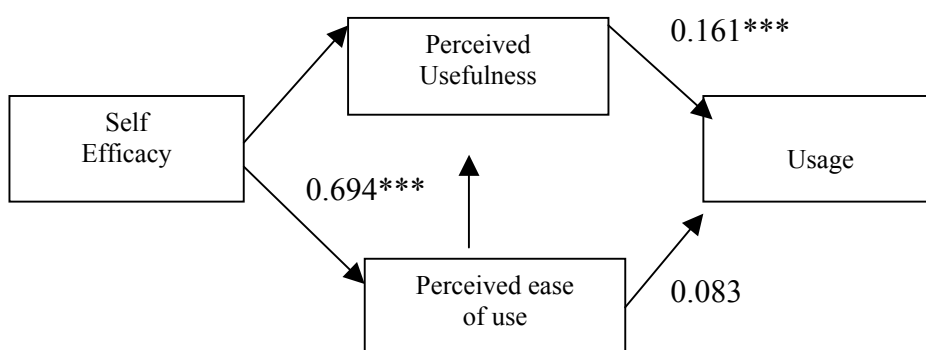 Perceived
Usefulness
0.161***
Self
Efficacy
Usage
0.694***
Perceived ease
of use
0.083